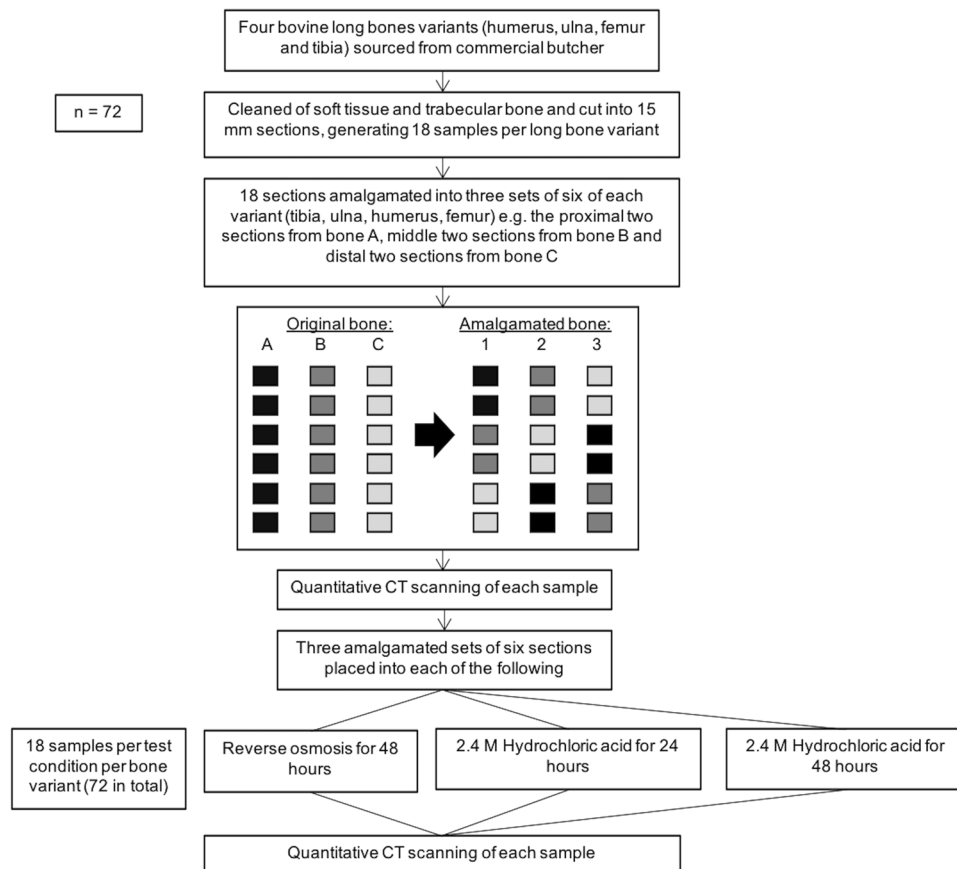 Four bovine long bones variants (humerus, ulna, femur
and tibia) sourced from commercial butcher
n = 72
Cleaned of soft tissue and trabecular bone and cut into 15
mm sections, generating 18 samples per long bone variant
18 sections amalgamated into three sets of six of each
variant (tibia, ulna, humerus, femur) e.g. the proximal two
sections from bone A, middle two sections from bone B and
distal two sections from bone C
Original bone: Amalgamated bone:
A B C 1 2 3
Quantitative CT scanning of each sample
Three amalgamated sets of six sections
placed into each of the following
18 samples per test
condition per bone
variant (72 in total)
Reverse osmosis for 48
hours
2.4 M Hydrochloric acid for 24
hours
2.4 M Hydrochloric acid for
48 hours
Quantitative CT scanning of each sample